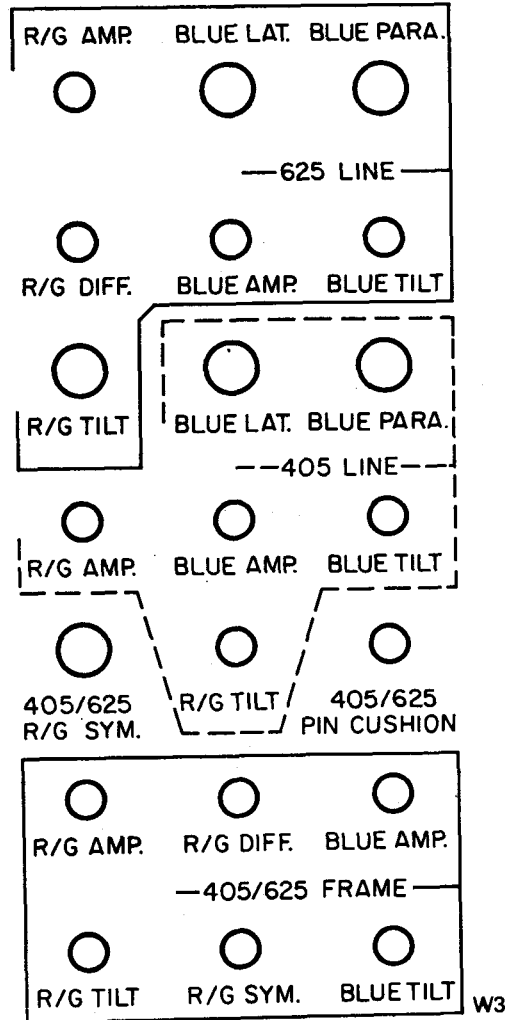 R/G AMP. BLUE LAT. BLUE PARA.
625 LINE
R/G DIFF. BLUE AMP. BLUE TILT
R/G TILT BLUE LAT. BLUE PARA.
405 LINE
R/G AMP. BLUE AMP. BLUE TILT
405/625 R/G TILT 405/625
R/G SYM. PIN CUSHION
R/G AMP. R/G DIFF. BLUE AMP.
405/625 FRAME
R/G TILT R/G SYM. BLUE TILT
W3